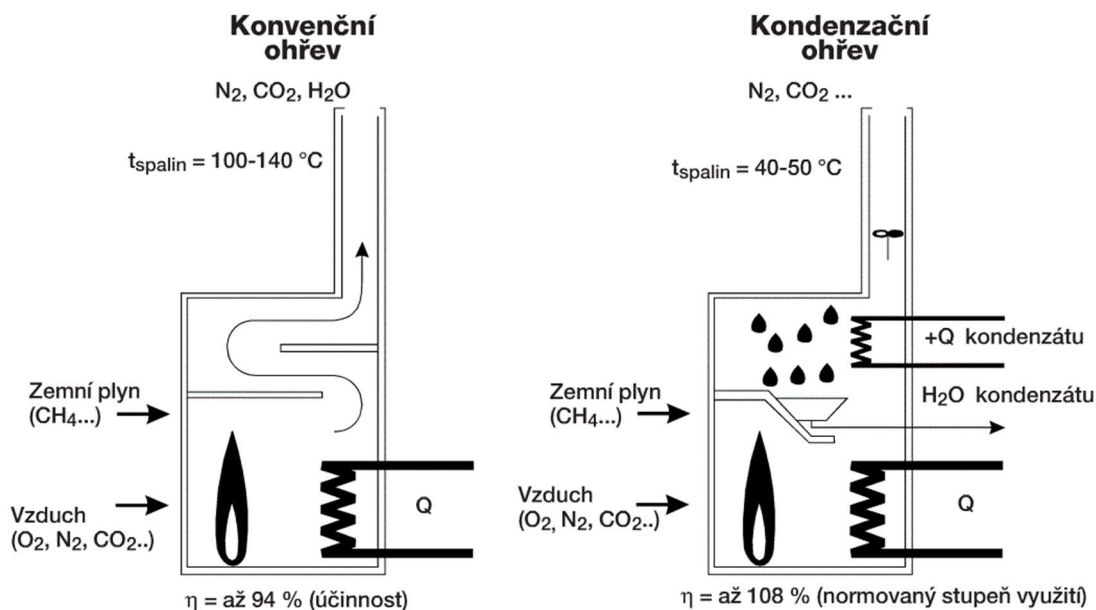 Konvenční
ohřev
N₂, CO₂, H₂O
tspalin = 100-140 °C
Zemní plyn
(CH₄...)
Vzduch
(O₂, N₂, CO₂..)
Q
η = až 94 % (účinnost)
Kondenzační
ohřev
N₂, CO₂ ...
tspalin = 40-50 °C
+Q kondenzátu
Zemní plyn
(CH₄...)
H₂O kondenzátu
Vzduch
(O₂, N₂, CO₂..)
Q
η = až 108 % (normovaný stupeň využití)